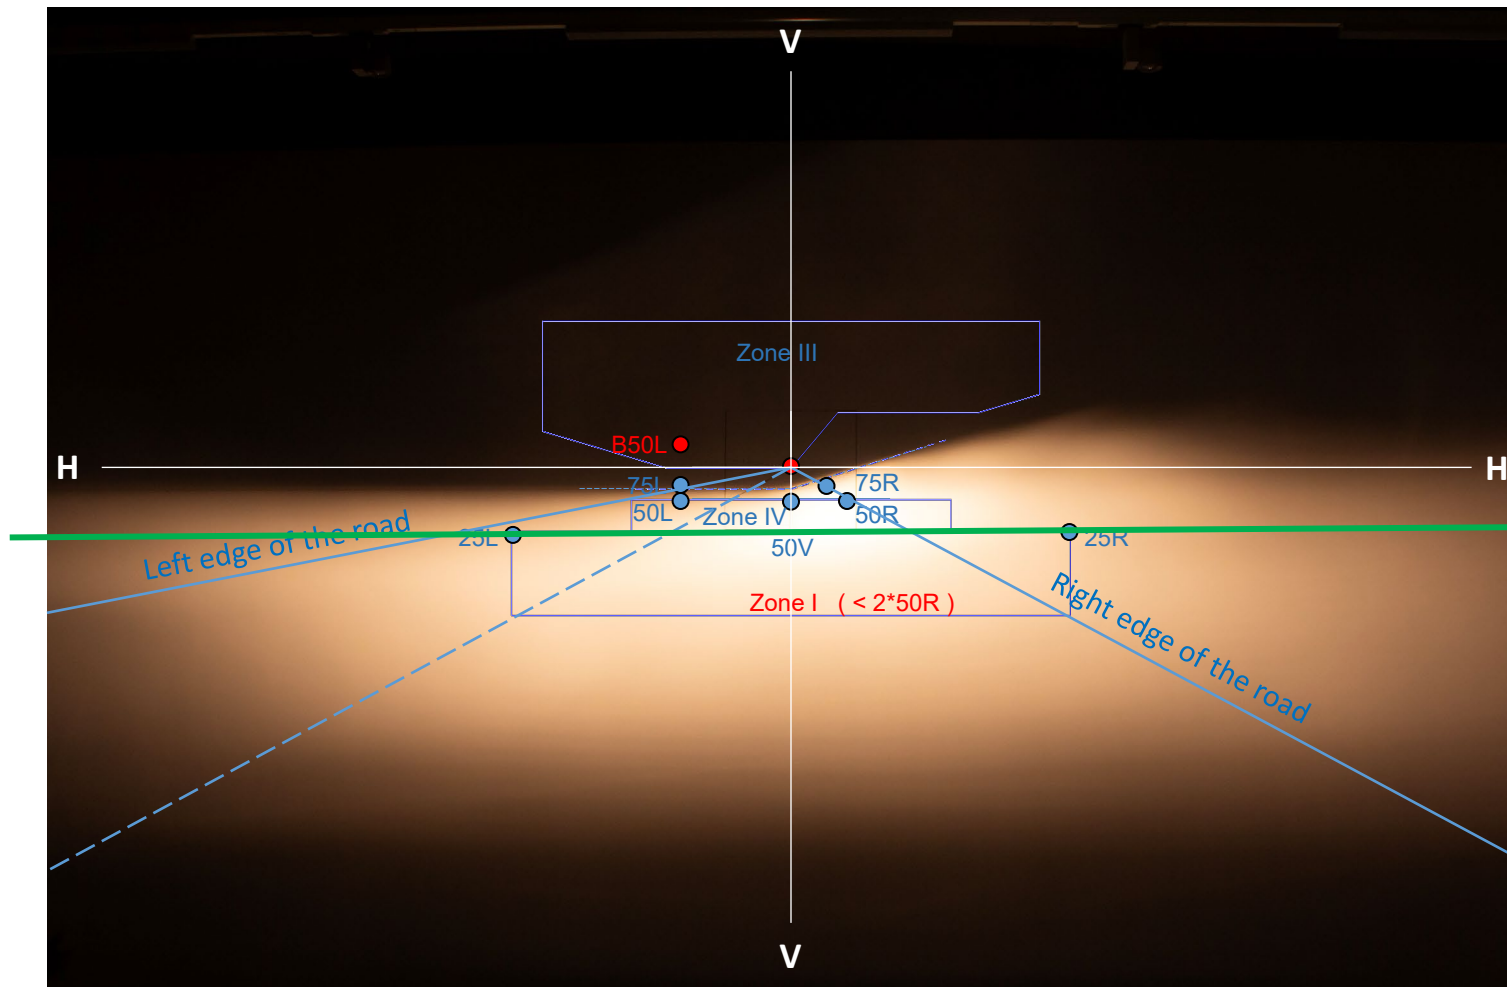 V
Zone III
B50L
H
H
75L
75R
50L
Zone IV
50R
Left edge of the road
25L
50V
25R
Zone I ( < 2*50R )
Right edge of the road
V